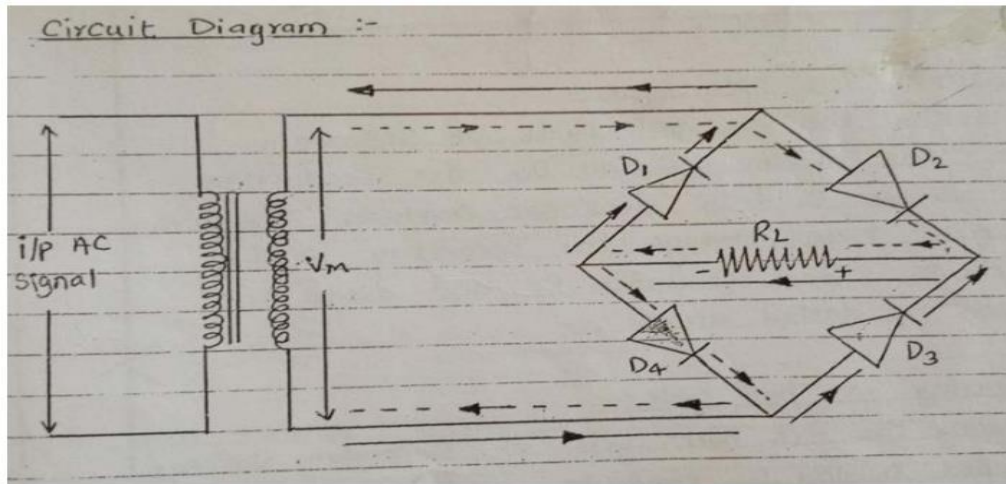 Circuit Diagram :-
D1
D2
i/p AC
signal
Vm
RL
- +
D4
D3